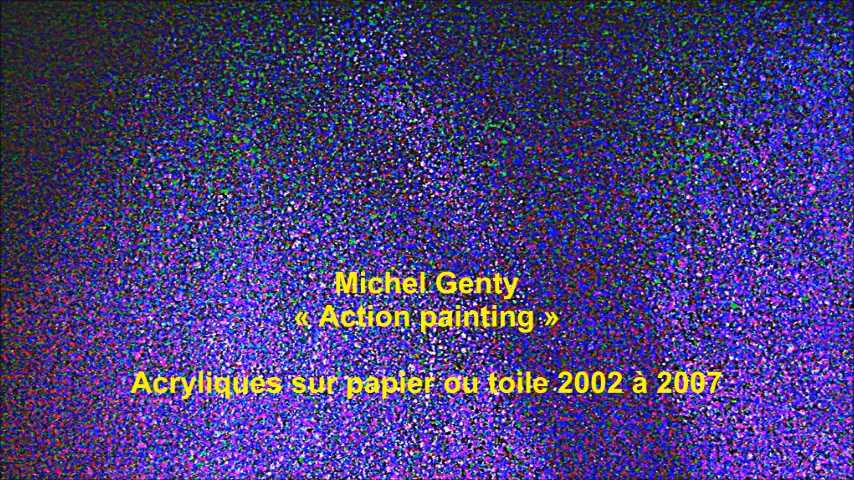 Michel Genty
« Action painting »
Acryliques sur papier ou toile 2002 à 2007